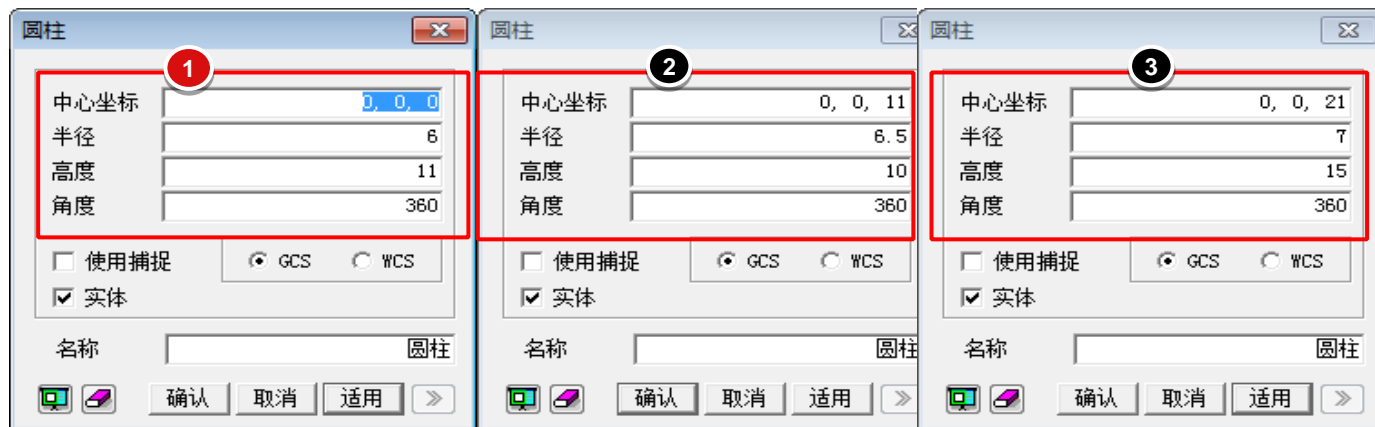 圆柱
1
中心坐标 0, 0, 0
半径 6
高度 11
角度 360
使用捕捉 GCS WCS
实体
名称 圆柱
确认 取消 适用 >>
圆柱
2
中心坐标 0, 0, 11
半径 6.5
高度 10
角度 360
使用捕捉 GCS WCS
实体
名称 圆柱
确认 取消 适用 >>
圆柱
3
中心坐标 0, 0, 21
半径 7
高度 15
角度 360
使用捕捉 GCS WCS
实体
名称 圆柱
确认 取消 适用 >>